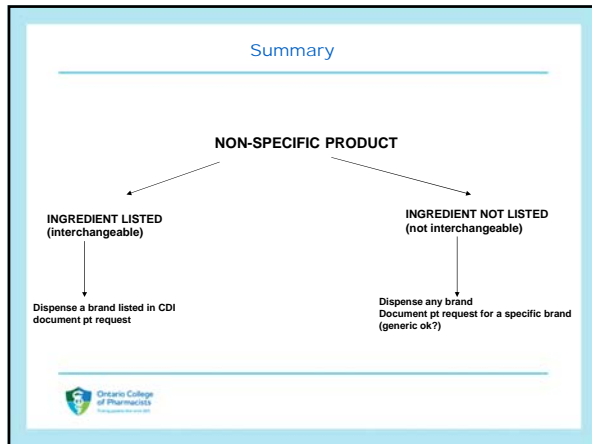 Summary
NON-SPECIFIC PRODUCT
INGREDIENT LISTED
(interchangeable)
INGREDIENT NOT LISTED
(not interchangeable)
Dispense a brand listed in CDI
document pt request
Dispense any brand
Document pt request for a specific brand
(generic ok?)
Ontario College
of Pharmacists